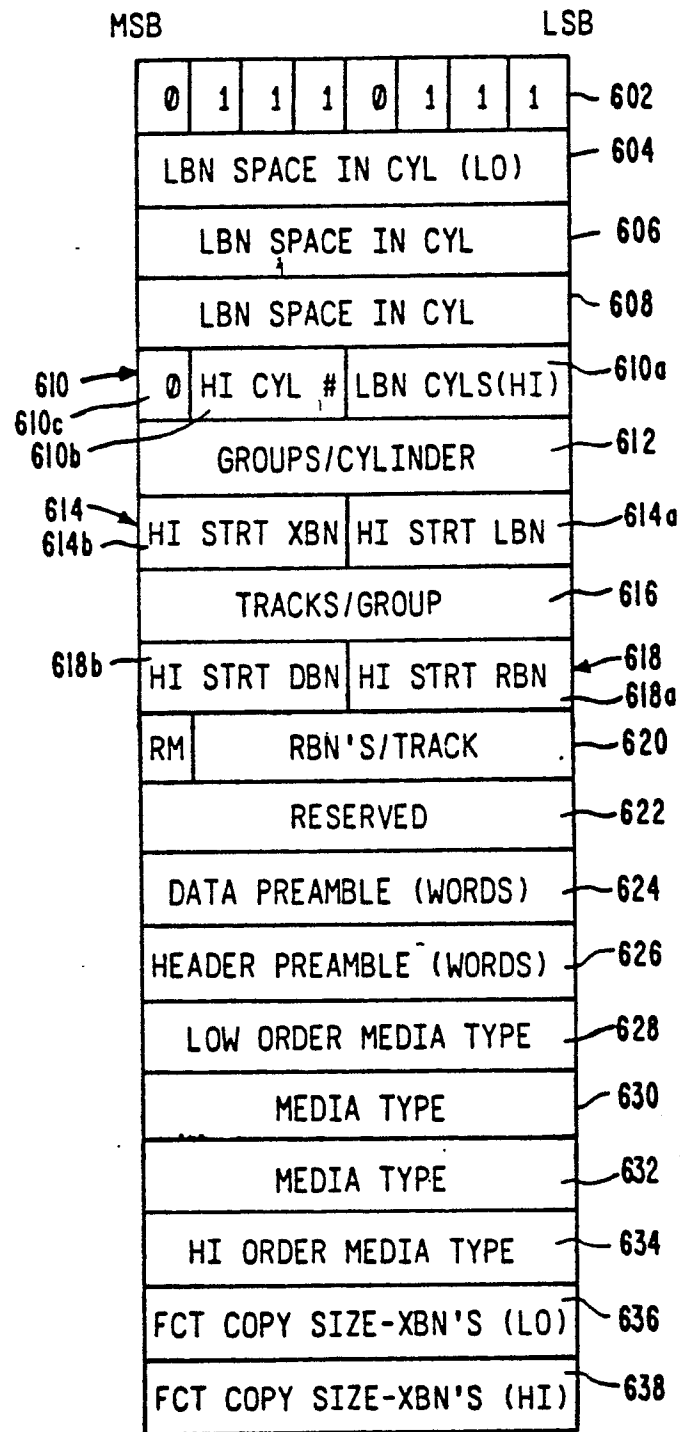 MSB LSB
0 1 1 1 0 1 1 1 602
LBN SPACE IN CYL (LO) 604
LBN SPACE IN CYL 606
LBN SPACE IN CYL 608
610 0 HI CYL # LBN CYLS(HI) 610a
610c
610b
GROUPS/CYLINDER 612
614
614b HI STRT XBN HI STRT LBN 614a
TRACKS/GROUP 616
618b HI STRT DBN HI STRT RBN 618
618a
RM RBN'S/TRACK 620
RESERVED 622
DATA PREAMBLE (WORDS) 624
HEADER PREAMBLE (WORDS) 626
LOW ORDER MEDIA TYPE 628
MEDIA TYPE 630
MEDIA TYPE 632
HI ORDER MEDIA TYPE 634
FCT COPY SIZE-XBN'S (LO) 636
FCT COPY SIZE-XBN'S (HI) 638